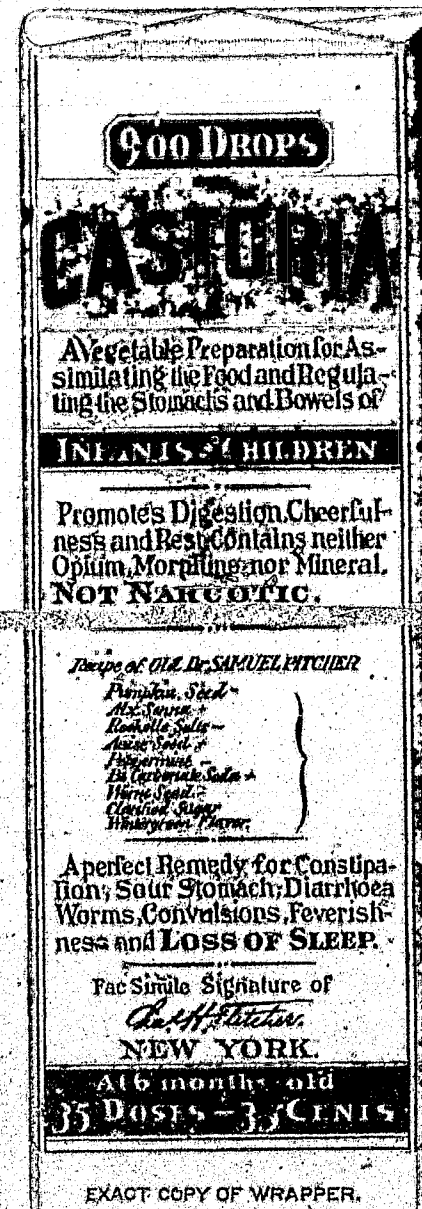 900 DROPS
CASTORIA
A Vegetable Preparation for As-
similating the Food and Regula-
ting the Stomachs and Bowels of
INFANTS & CHILDREN
Promotes Digestion, Cheerful-
ness and Rest. Contains neither
Opium, Morphine nor Mineral.
NOT NARCOTIC.
Recipe of Old Dr. SAMUEL PITCHER
Pumpkin Seed -
Alx. Senna +
Rochelle Salts -
Anise Seed +
Peppermint -
Bi Carbonate Soda +
Worm Seed -
Clarified Sugar
Wintergreen Flavor.
A perfect Remedy for Constipa-
tion, Sour Stomach, Diarrhoea
Worms, Convulsions, Feverish-
ness and LOSS OF SLEEP.
Fac Simile Signature of
Chas. H. Fletcher.
NEW YORK.
At 6 months old
35 DOSES – 35 CENTS
EXACT COPY OF WRAPPER.